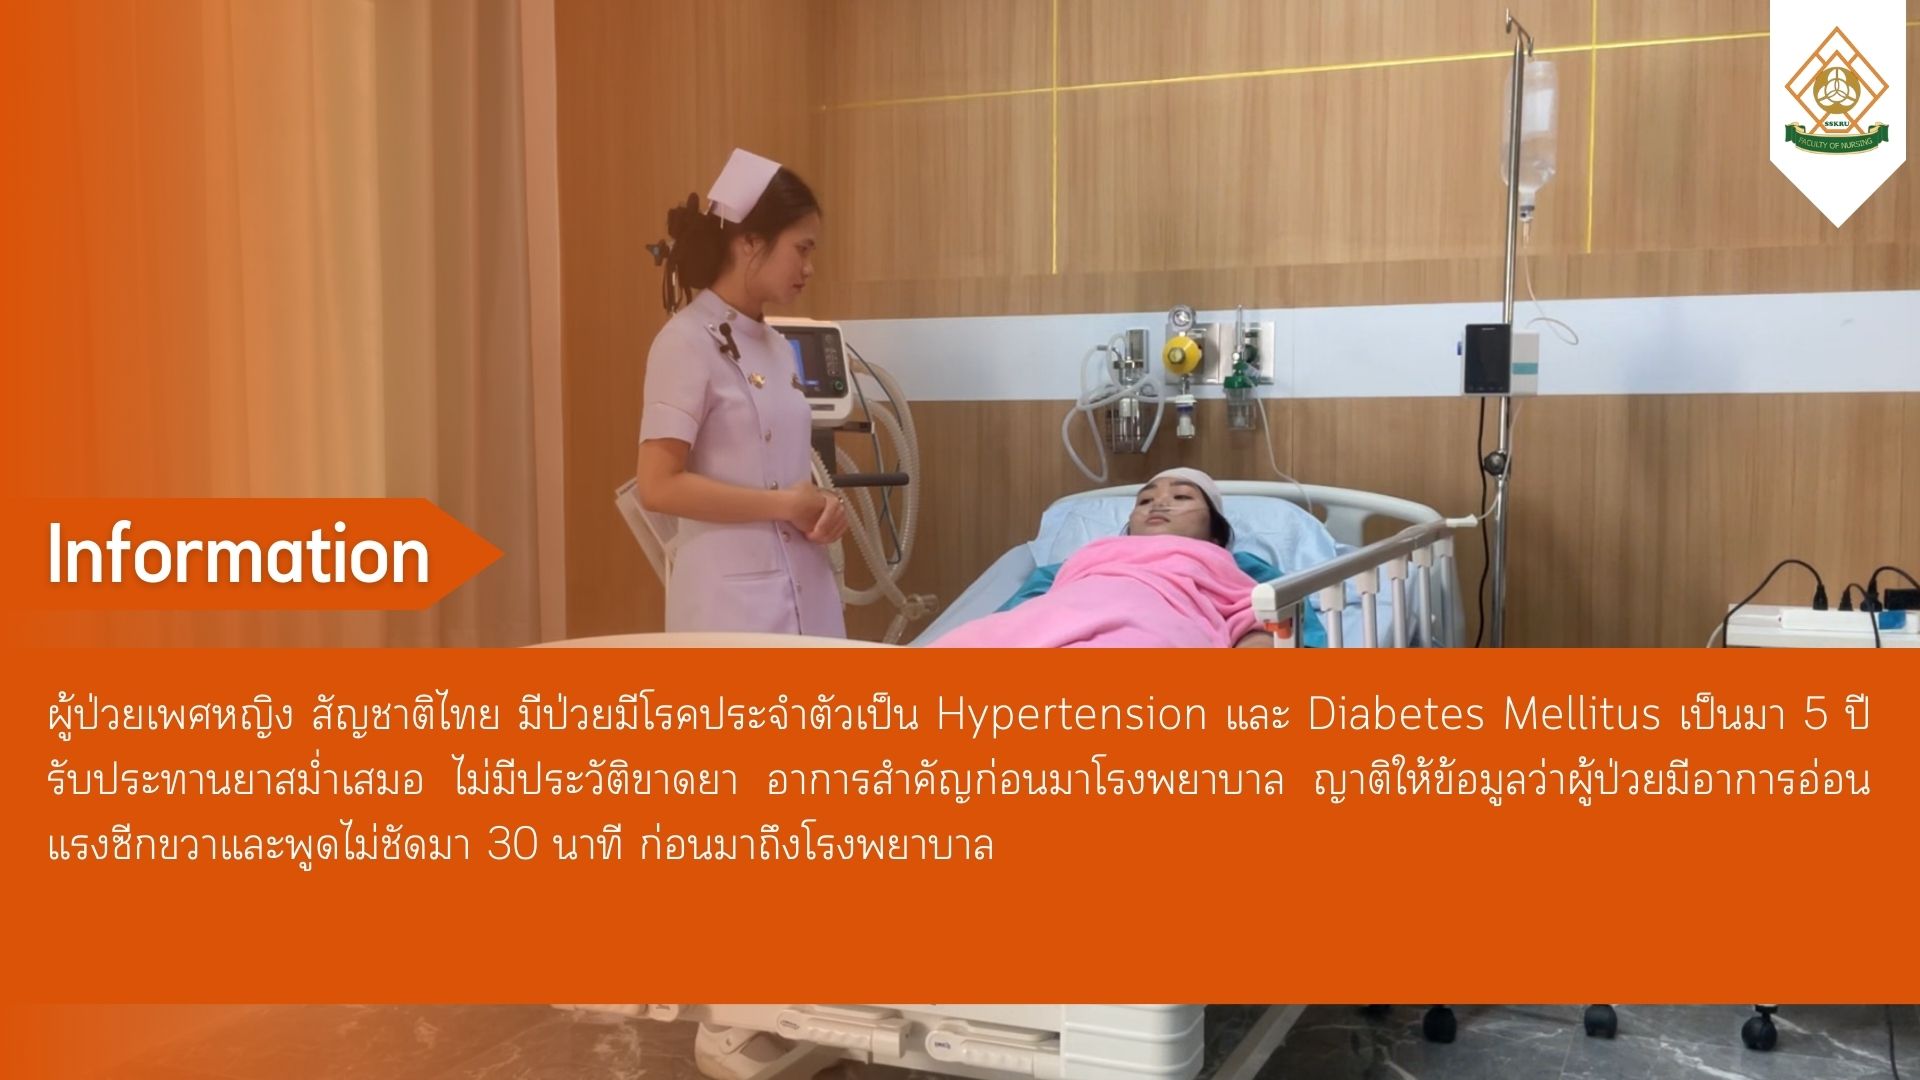 SSKRU
FACULTY OF NURSING
Information
ผู้ป่วยเพศหญิง สัญชาติไทย มีป่วยมีโรคประจำตัวเป็น Hypertension และ Diabetes Mellitus เป็นมา 5 ปี
รับประทานยาสม่ำเสมอ ไม่มีประวัติขาดยา อาการสำคัญก่อนมาโรงพยาบาล ญาติให้ข้อมูลว่าผู้ป่วยมีอาการอ่อน
แรงซีกขวาและพูดไม่ชัดมา 30 นาที ก่อนมาถึงโรงพยาบาล